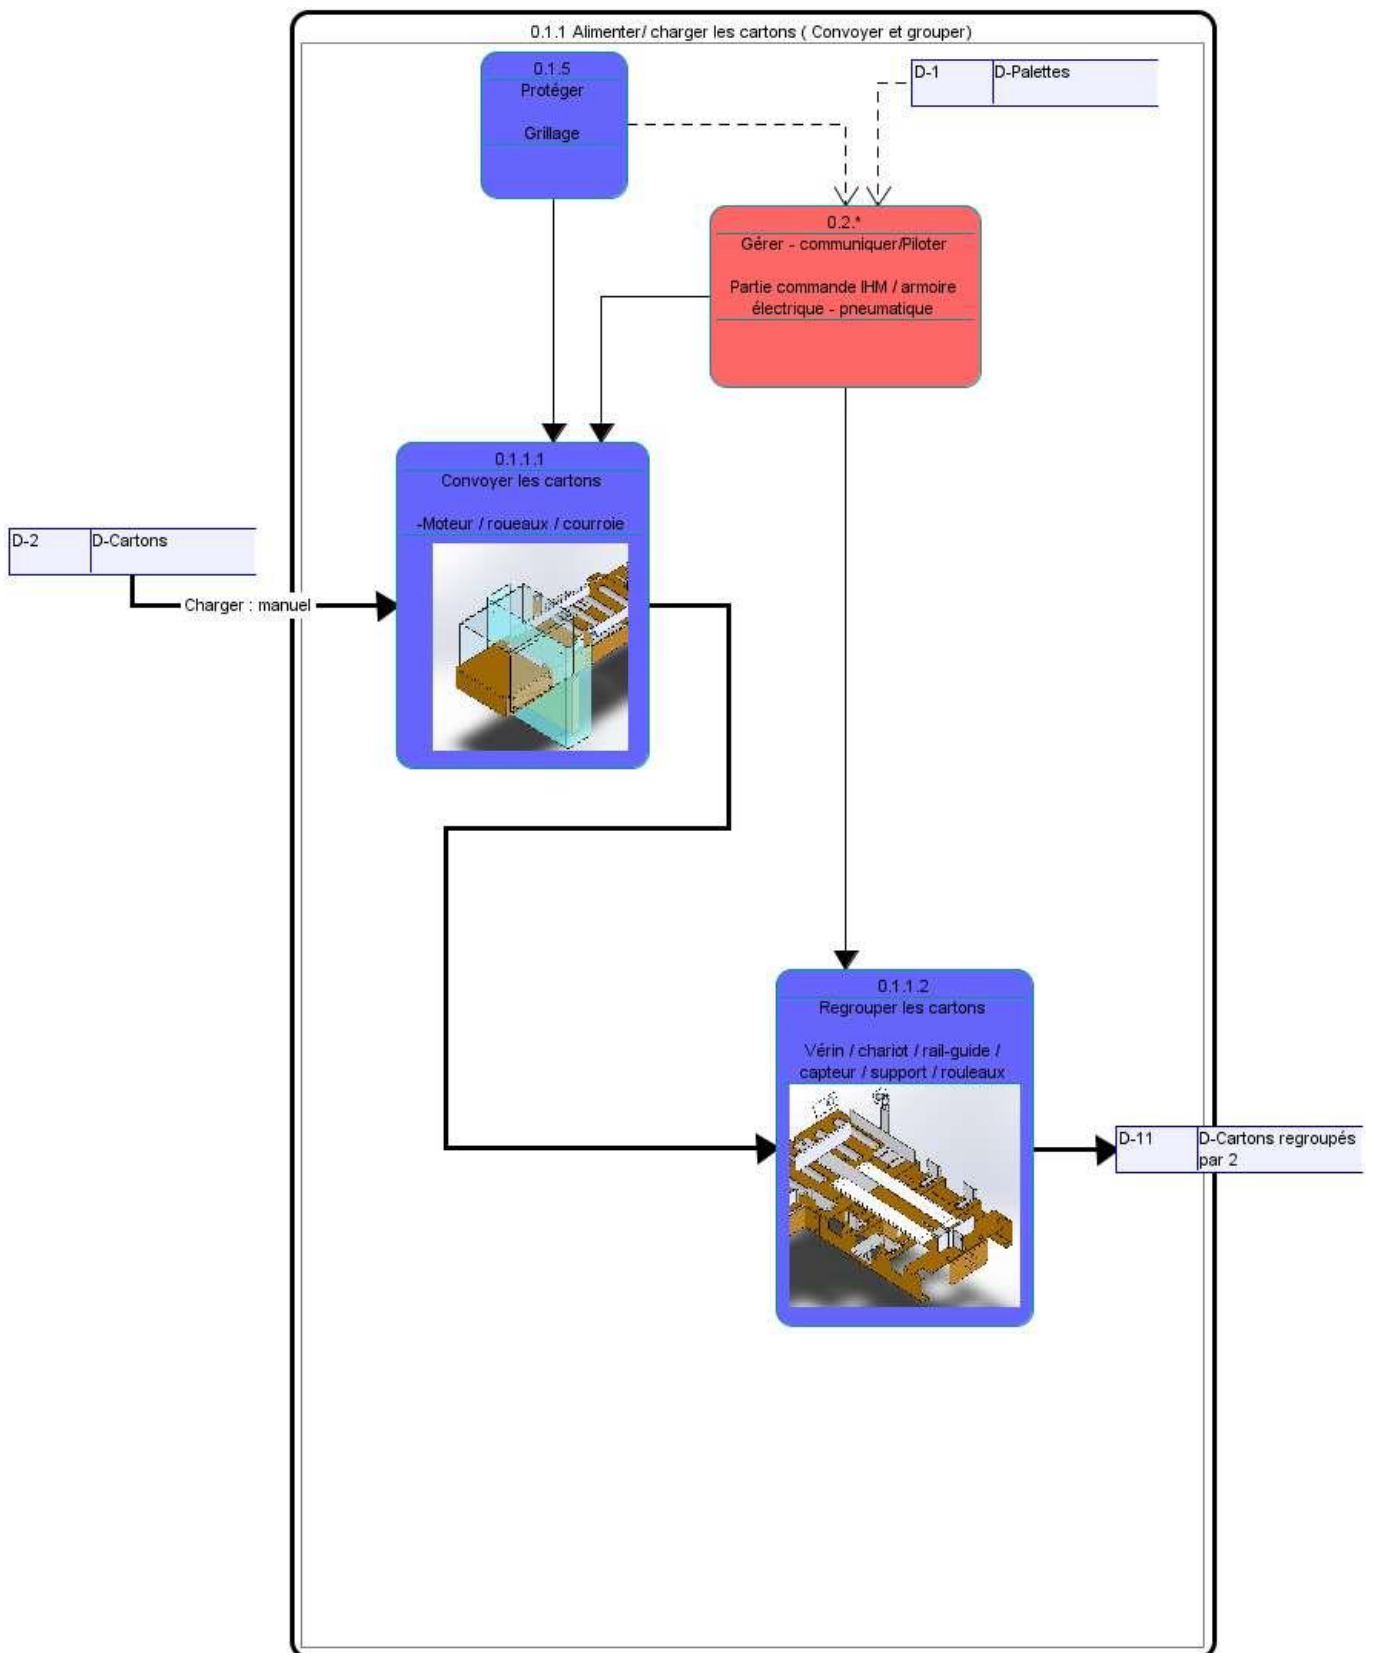 0.1.1 Alimenter/ charger les cartons ( Convoyer et grouper)
0.1.5
Protéger
Grillage
D-1 D-Palettes
0.2.*
Gérer - communiquer/Piloter
Partie commande IHM / armoire
électrique - pneumatique
0.1.1.1
Convoyer les cartons
-Moteur / roueaux / courroie
D-2 D-Cartons
Charger : manuel
0.1.1.2
Regrouper les cartons
Vérin / chariot / rail-guide /
capteur / support / rouleaux
D-11 D-Cartons regroupés
par 2